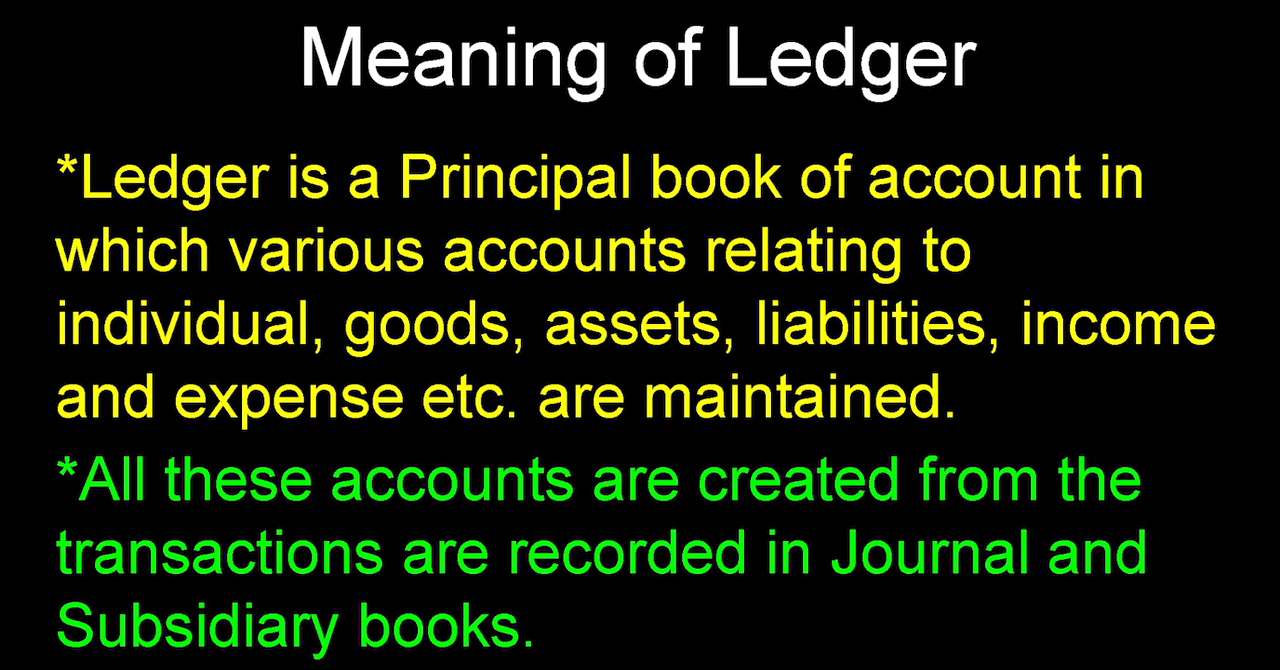 Meaning of Ledger
*Ledger is a Principal book of account in
which various accounts relating to
individual, goods, assets, liabilities, income
and expense etc. are maintained.
*All these accounts are created from the
transactions are recorded in Journal and
Subsidiary books.